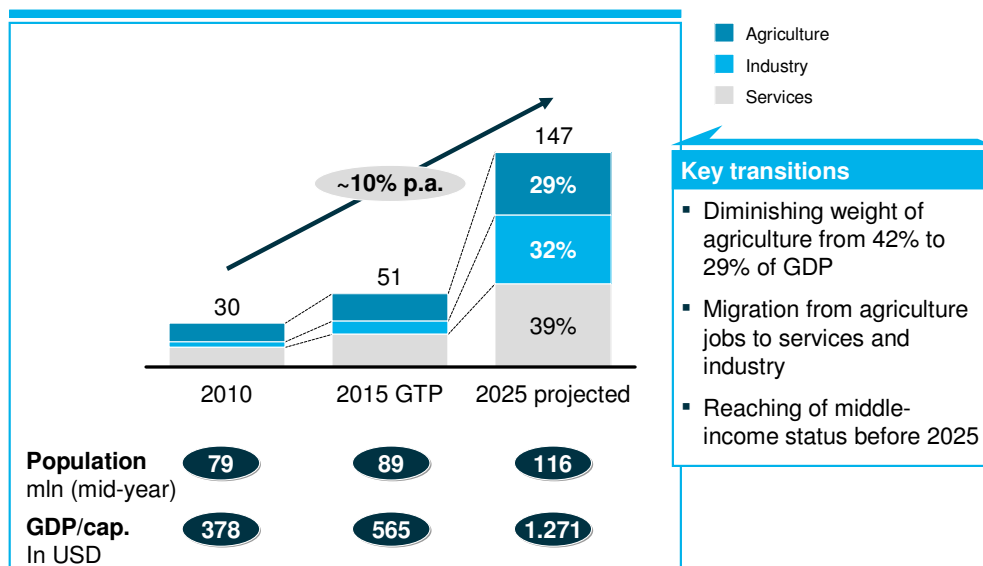 Agriculture
Industry
Services
147
~10% p.a.
29%
32%
39%
51
30
2010
2015 GTP
2025 projected
Population
mln (mid-year)
79
89
116
GDP/cap.
In USD
378
565
1.271
Key transitions
▪ Diminishing weight of
agriculture from 42% to
29% of GDP
▪ Migration from agriculture
jobs to services and
industry
▪ Reaching of middle-
income status before 2025